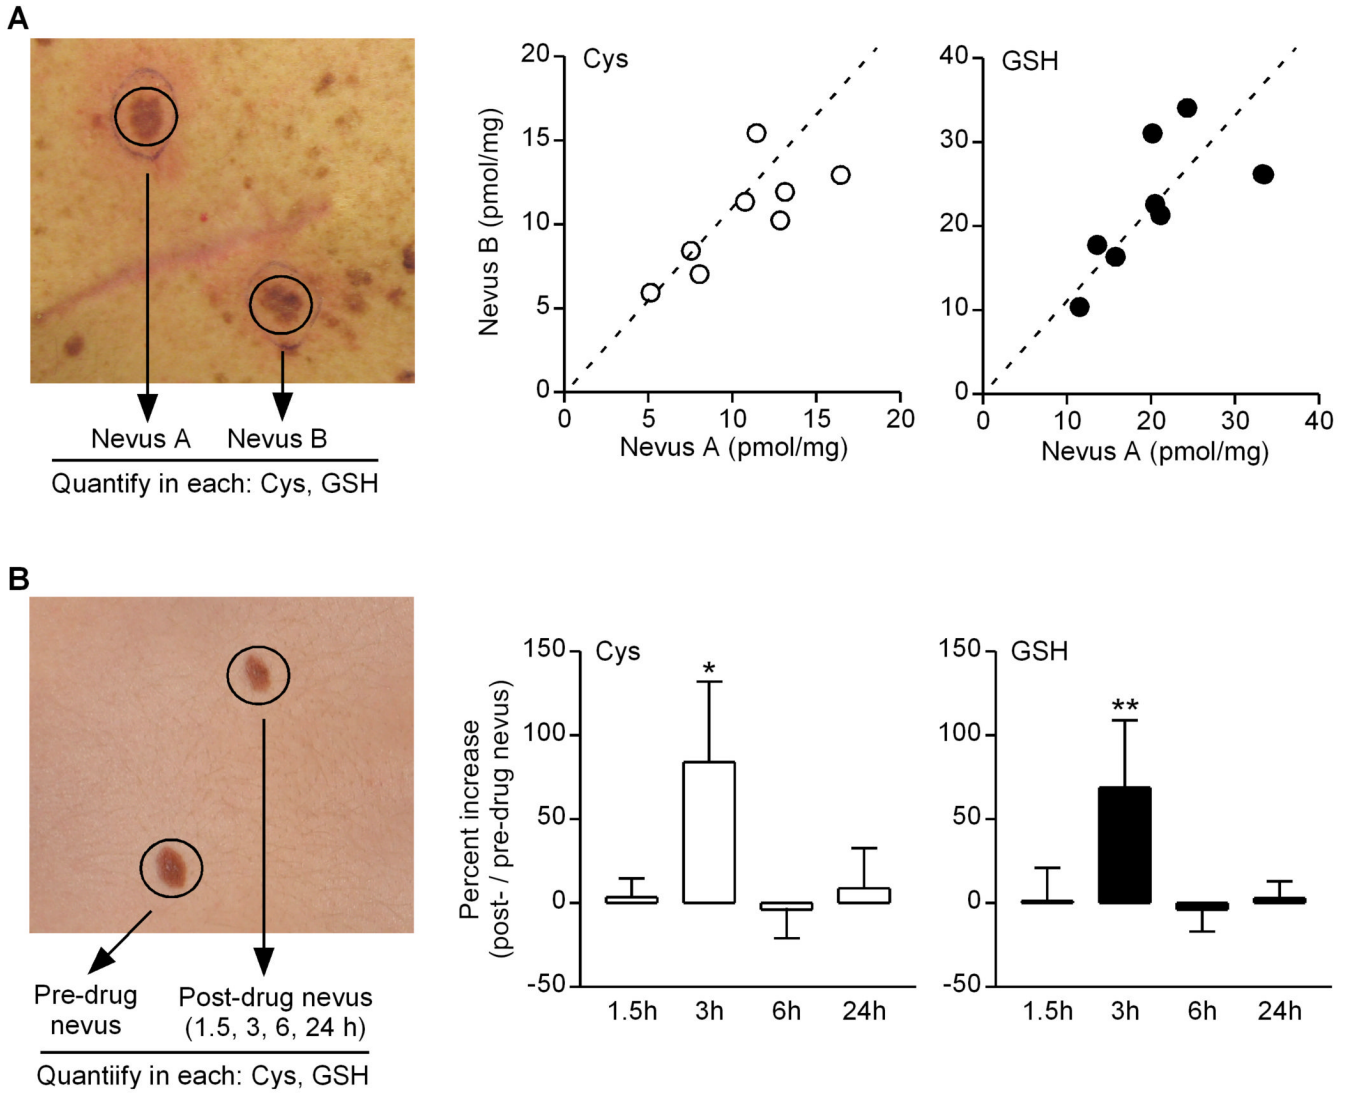 A
Nevus A
Nevus B
Quantify in each: Cys, GSH
Cys
20
15
10
5
0
Nevus B (pmol/mg)
0
5
10
15
20
Nevus A (pmol/mg)
GSH
40
30
20
10
0
0
10
20
30
40
Nevus A (pmol/mg)
B
Pre-drug
nevus
Post-drug nevus
(1.5, 3, 6, 24 h)
Quantiify in each: Cys, GSH
Percent increase
(post- / pre-drug nevus)
Cys
150
100
50
0
-50
*
1.5h
3h
6h
24h
GSH
150
100
50
0
-50
**
1.5h
3h
6h
24h